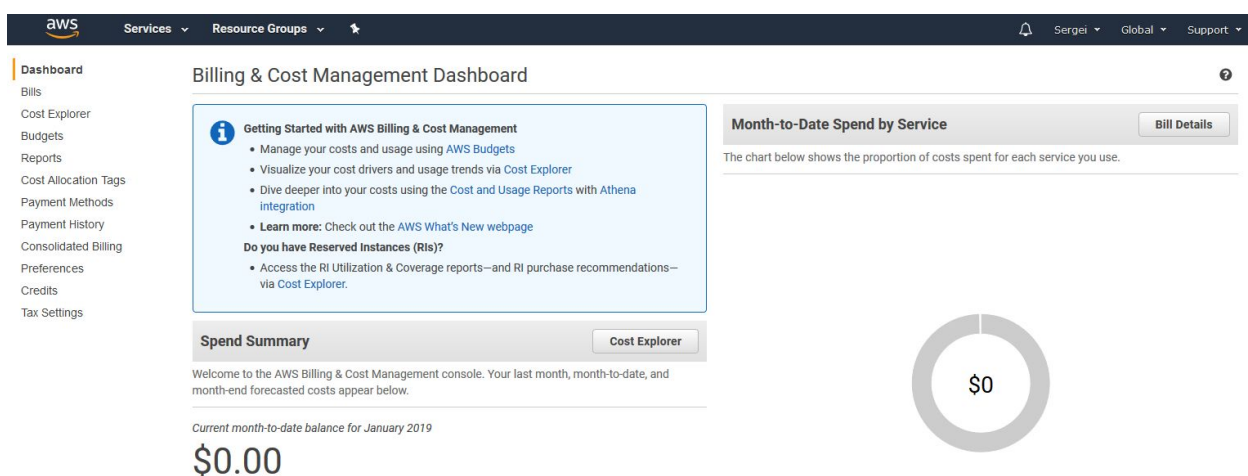 aws
Services
Resource Groups
Sergei
Global
Support
Dashboard
Bills
Cost Explorer
Budgets
Reports
Cost Allocation Tags
Payment Methods
Payment History
Consolidated Billing
Preferences
Credits
Tax Settings
Billing & Cost Management Dashboard
Getting Started with AWS Billing & Cost Management
• Manage your costs and usage using AWS Budgets
• Visualize your cost drivers and usage trends via Cost Explorer
• Dive deeper into your costs using the Cost and Usage Reports with Athena
integration
• Learn more: Check out the AWS What's New webpage
Do you have Reserved Instances (RIs)?
• Access the RI Utilization & Coverage reports—and RI purchase recommendations—
via Cost Explorer.
Spend Summary
Cost Explorer
Welcome to the AWS Billing & Cost Management console. Your last month, month-to-date, and
month-end forecasted costs appear below.
Current month-to-date balance for January 2019
$0.00
Month-to-Date Spend by Service
Bill Details
The chart below shows the proportion of costs spent for each service you use.
$0